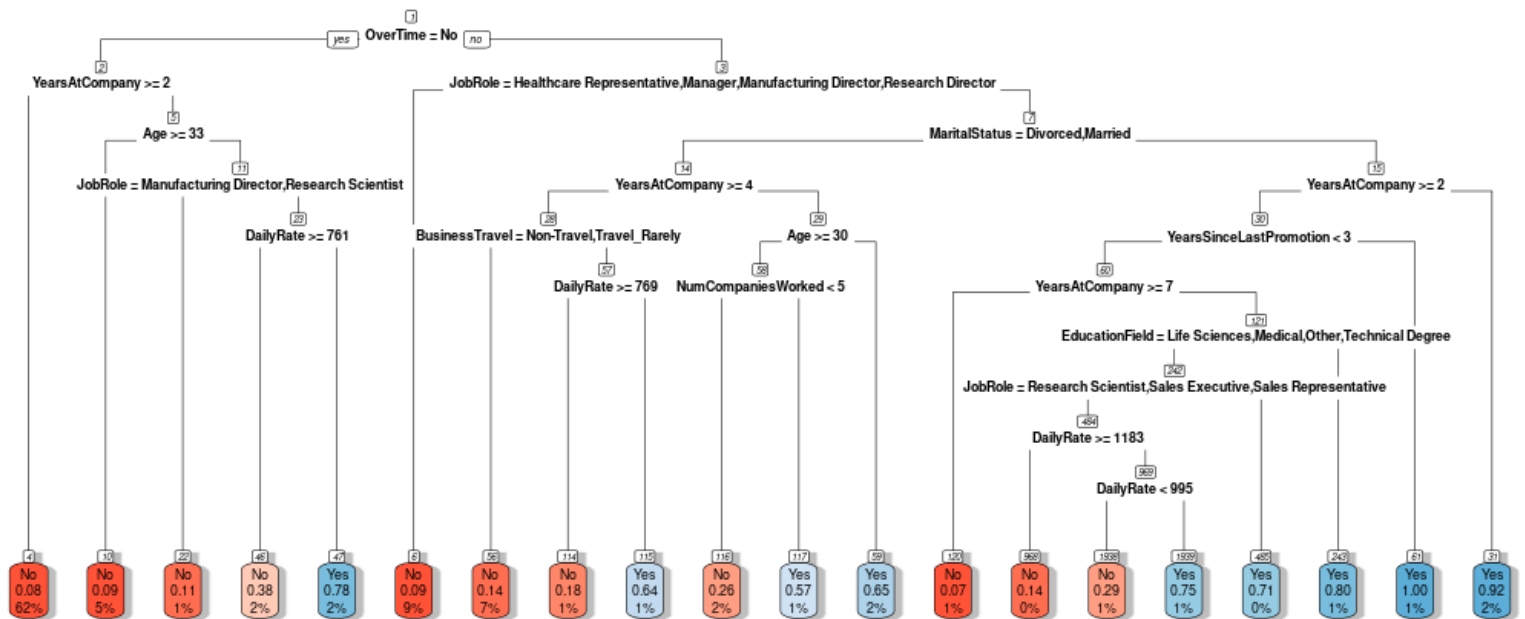 1
yes OverTime = No no
2 3
YearsAtCompany >= 2 JobRole = Healthcare Representative,Manager,Manufacturing Director,Research Director
5 7
Age >= 33 MaritalStatus = Divorced,Married
11 14 15
JobRole = Manufacturing Director,Research Scientist YearsAtCompany >= 4 YearsAtCompany >= 2
23 28 29 30
DailyRate >= 761 BusinessTravel = Non-Travel,Travel_Rarely Age >= 30 YearsSinceLastPromotion < 3
57 58 60
DailyRate >= 769 NumCompaniesWorked < 5 YearsAtCompany >= 7
121
EducationField = Life Sciences,Medical,Other,Technical Degree
242
JobRole = Research Scientist,Sales Executive,Sales Representative
484
DailyRate >= 1183
969
DailyRate < 995
4 10 22 46 47 6 56 114 115 116 117 59 120 968 1938 1939 485 243 61 31
No No No No Yes No No No Yes No Yes Yes No No No Yes Yes Yes Yes Yes
0.08 0.09 0.11 0.38 0.78 0.09 0.14 0.18 0.64 0.26 0.57 0.65 0.07 0.14 0.29 0.75 0.71 0.80 1.00 0.92
62% 5% 1% 2% 2% 9% 7% 1% 1% 2% 1% 2% 1% 0% 1% 1% 0% 1% 1% 2%